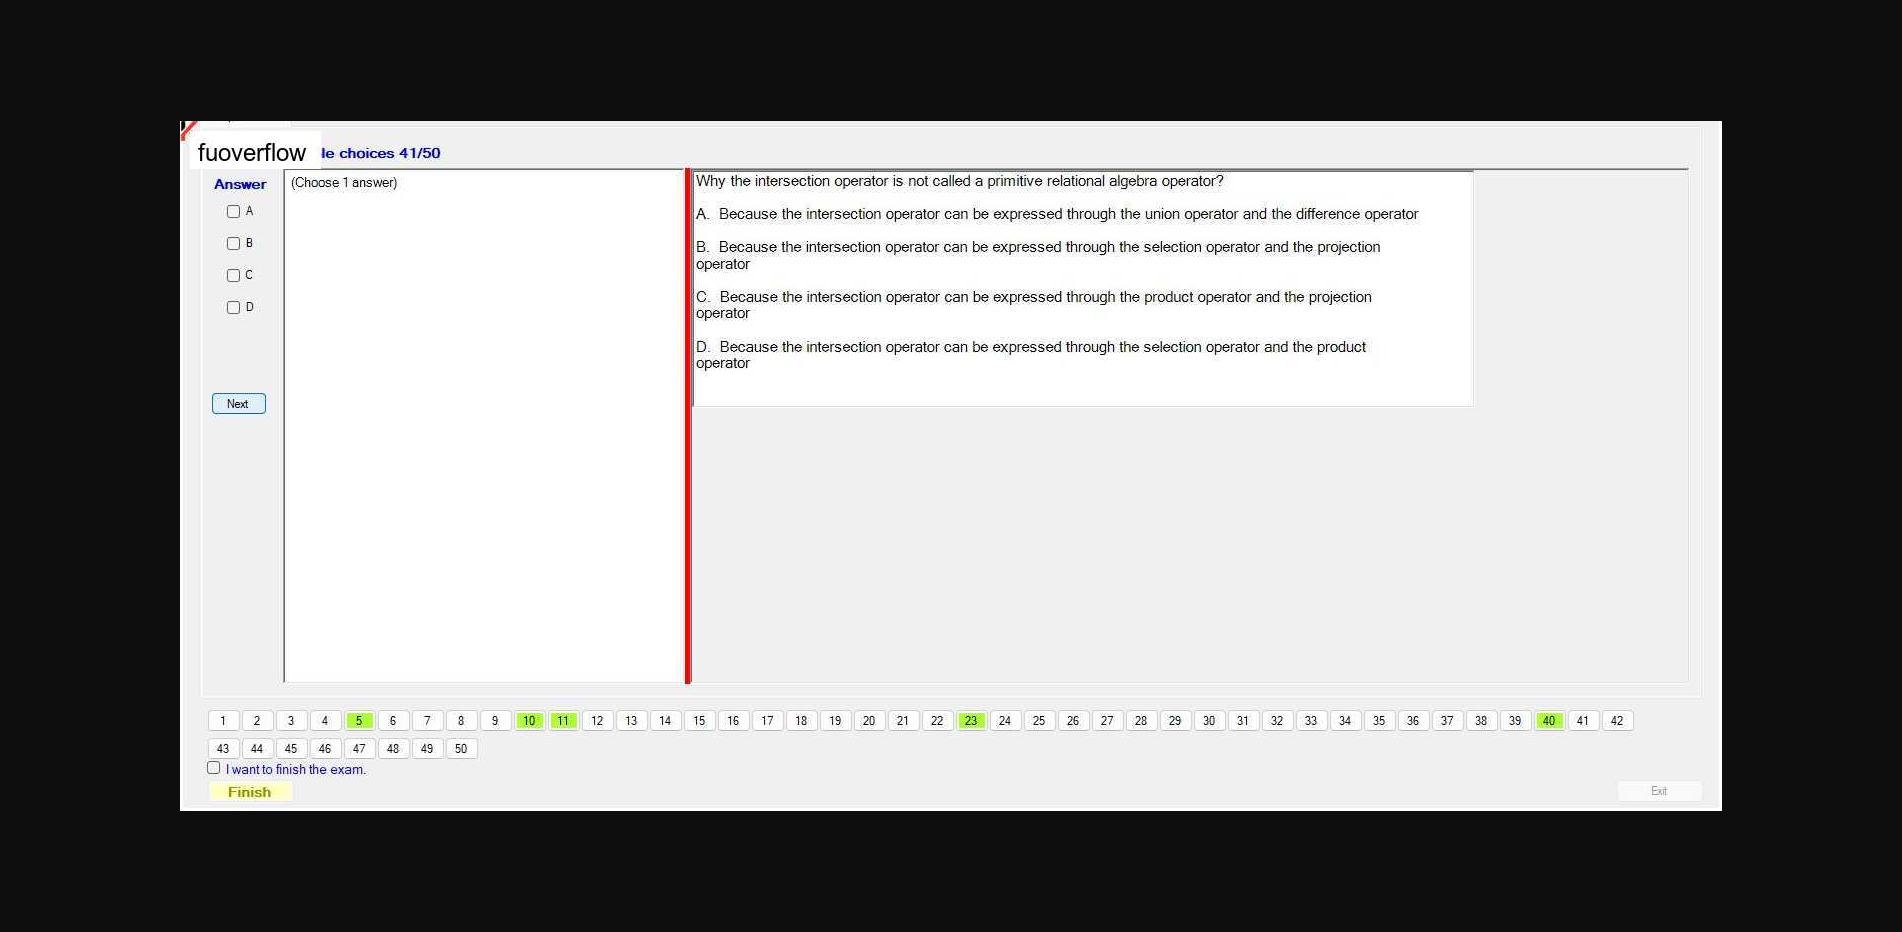 fuoverflow
le choices 41/50
Answer
(Choose 1 answer)
A
B
C
D
Next
Why the intersection operator is not called a primitive relational algebra operator?
A. Because the intersection operator can be expressed through the union operator and the difference operator
B. Because the intersection operator can be expressed through the selection operator and the projection
operator
C. Because the intersection operator can be expressed through the product operator and the projection
operator
D. Because the intersection operator can be expressed through the selection operator and the product
operator
1 2 3 4 5 6 7 8 9 10 11 12 13 14 15 16 17 18 19 20 21 22 23 24 25 26 27 28 29 30 31 32 33 34 35 36 37 38 39 40 41 42
43 44 45 46 47 48 49 50
I want to finish the exam.
Finish
Exit